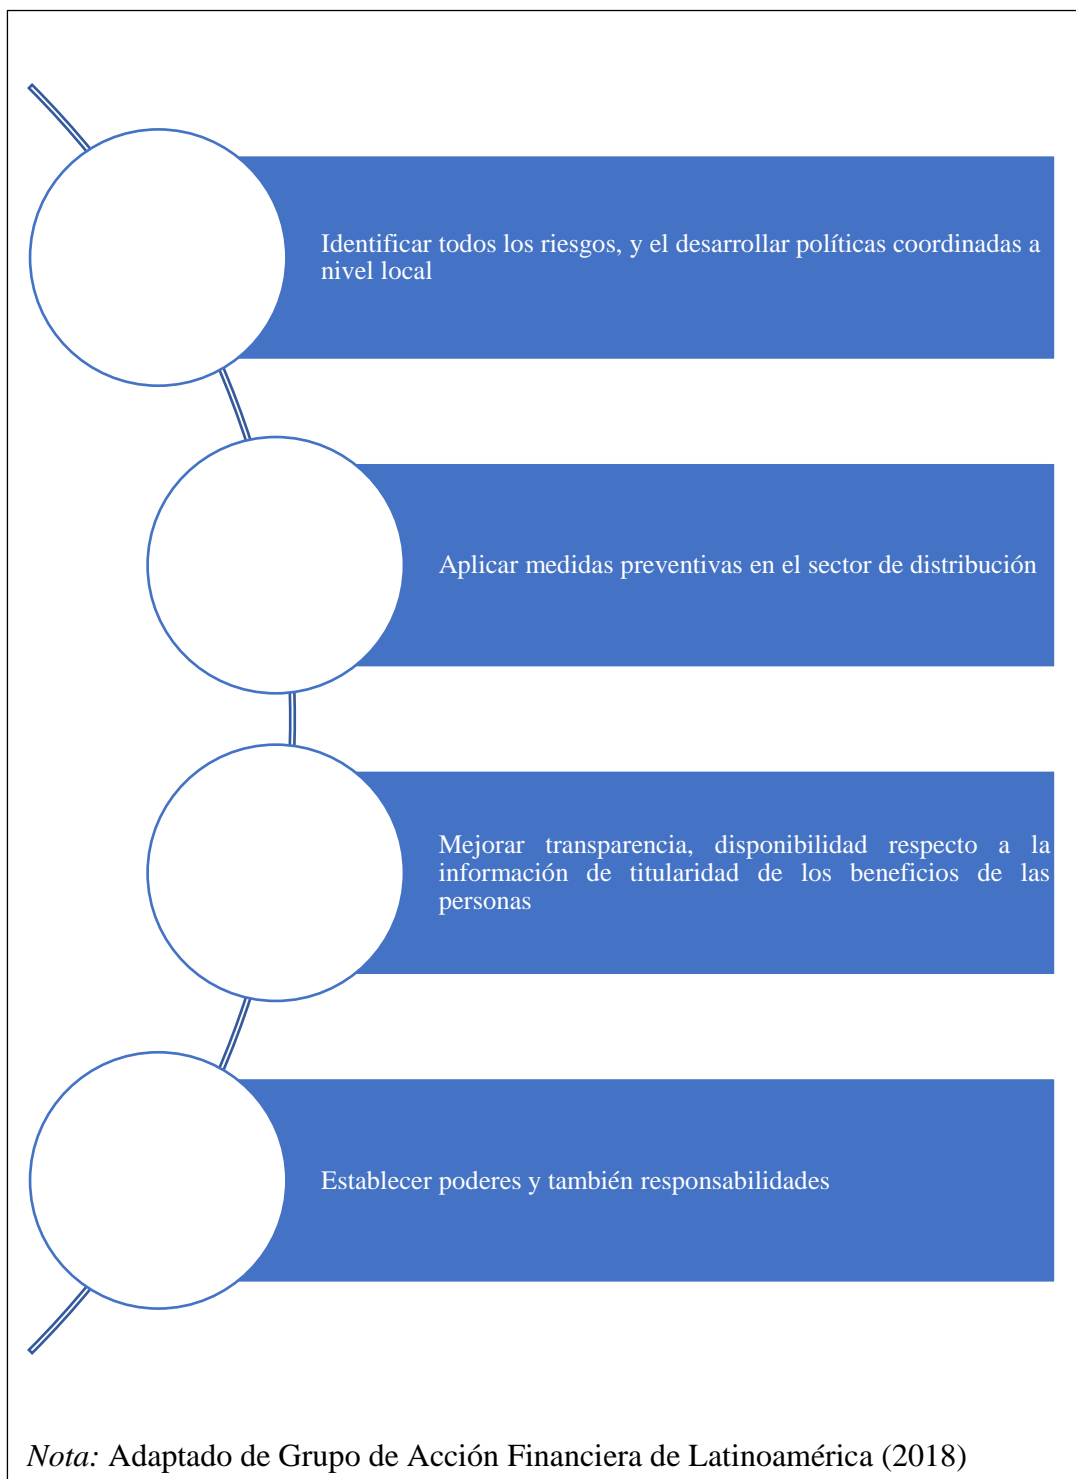 Identificar todos los riesgos, y el desarrollar políticas coordinadas a
nivel local
Aplicar medidas preventivas en el sector de distribución
Mejorar transparencia, disponibilidad respecto a la
información de titularidad de los beneficios de las
personas
Establecer poderes y también responsabilidades
Nota: Adaptado de Grupo de Acción Financiera de Latinoamérica (2018)